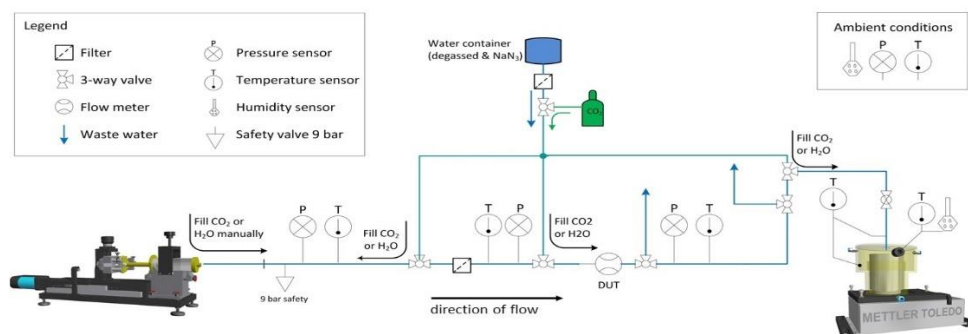 Legend
Filter
3-way valve
Flow meter
Waste water
P
Pressure sensor
T
Temperature sensor
Humidity sensor
Safety valve 9 bar
Water container
(degassed & NaN₃)
CO₂
Ambient conditions
P
T
Fill CO₂
or H₂O
T
T
Fill CO₂ or
H₂O manually
P
T
Fill CO₂
or H₂O
T
P
Fill CO2
or H2O
P
T
DUT
9 bar safety
direction of flow
METTLER TOLEDO